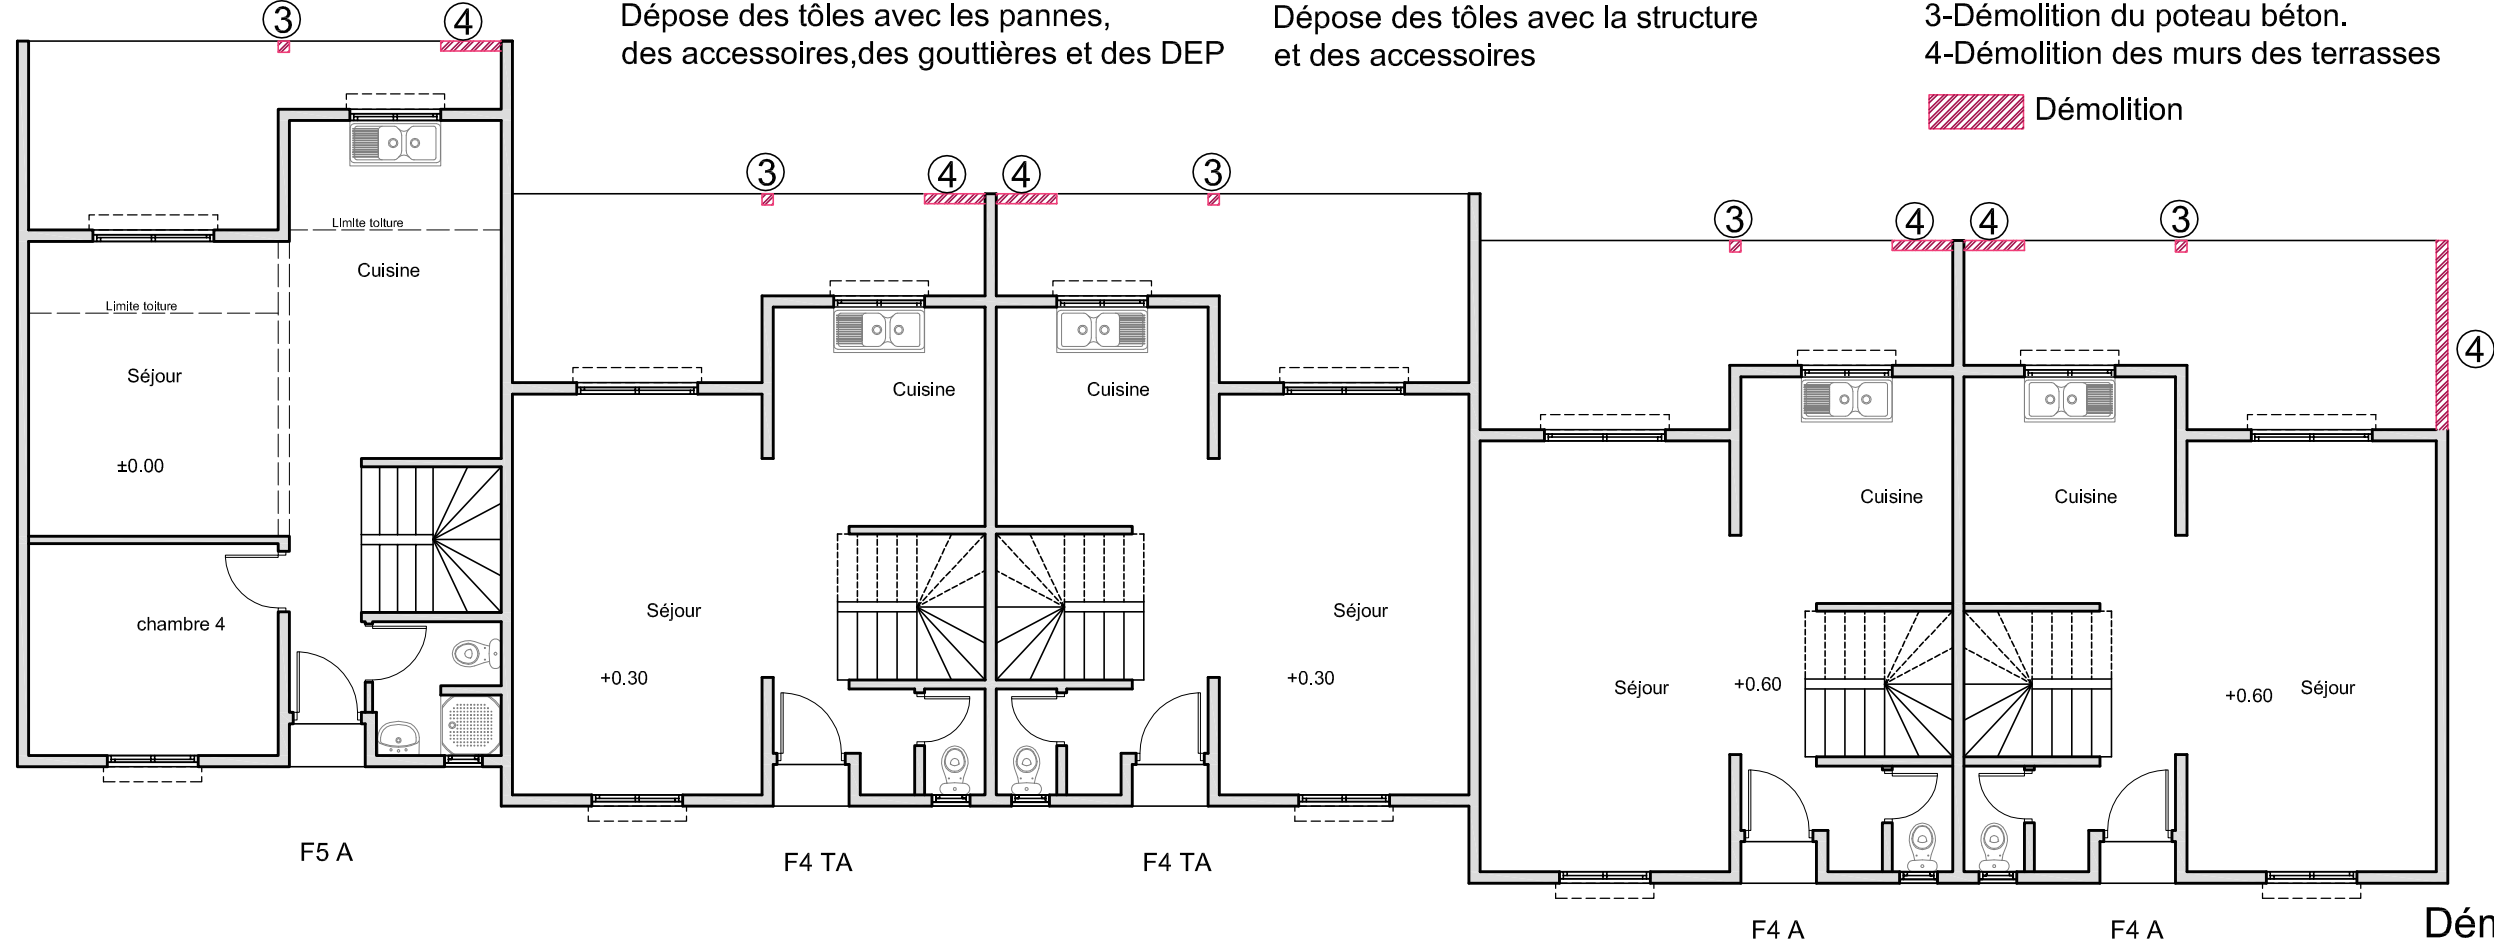 3
4
Dépose des tôles avec les pannes,
des accessoires,des gouttières et des DEP
Dépose des tôles avec la structure
et des accessoires
3-Démolition du poteau béton.
4-Démolition des murs des terrasses
Démolition
3
4
4
3
3
4
4
3
4
Limite toiture
Cuisine
Limite toiture
Séjour
±0.00
chambre 4
Cuisine
Cuisine
Séjour
+0.30
Séjour
+0.30
Cuisine
Cuisine
Séjour
+0.60
+0.60
Séjour
F5 A
F4 TA
F4 TA
F4 A
F4 A
Dém